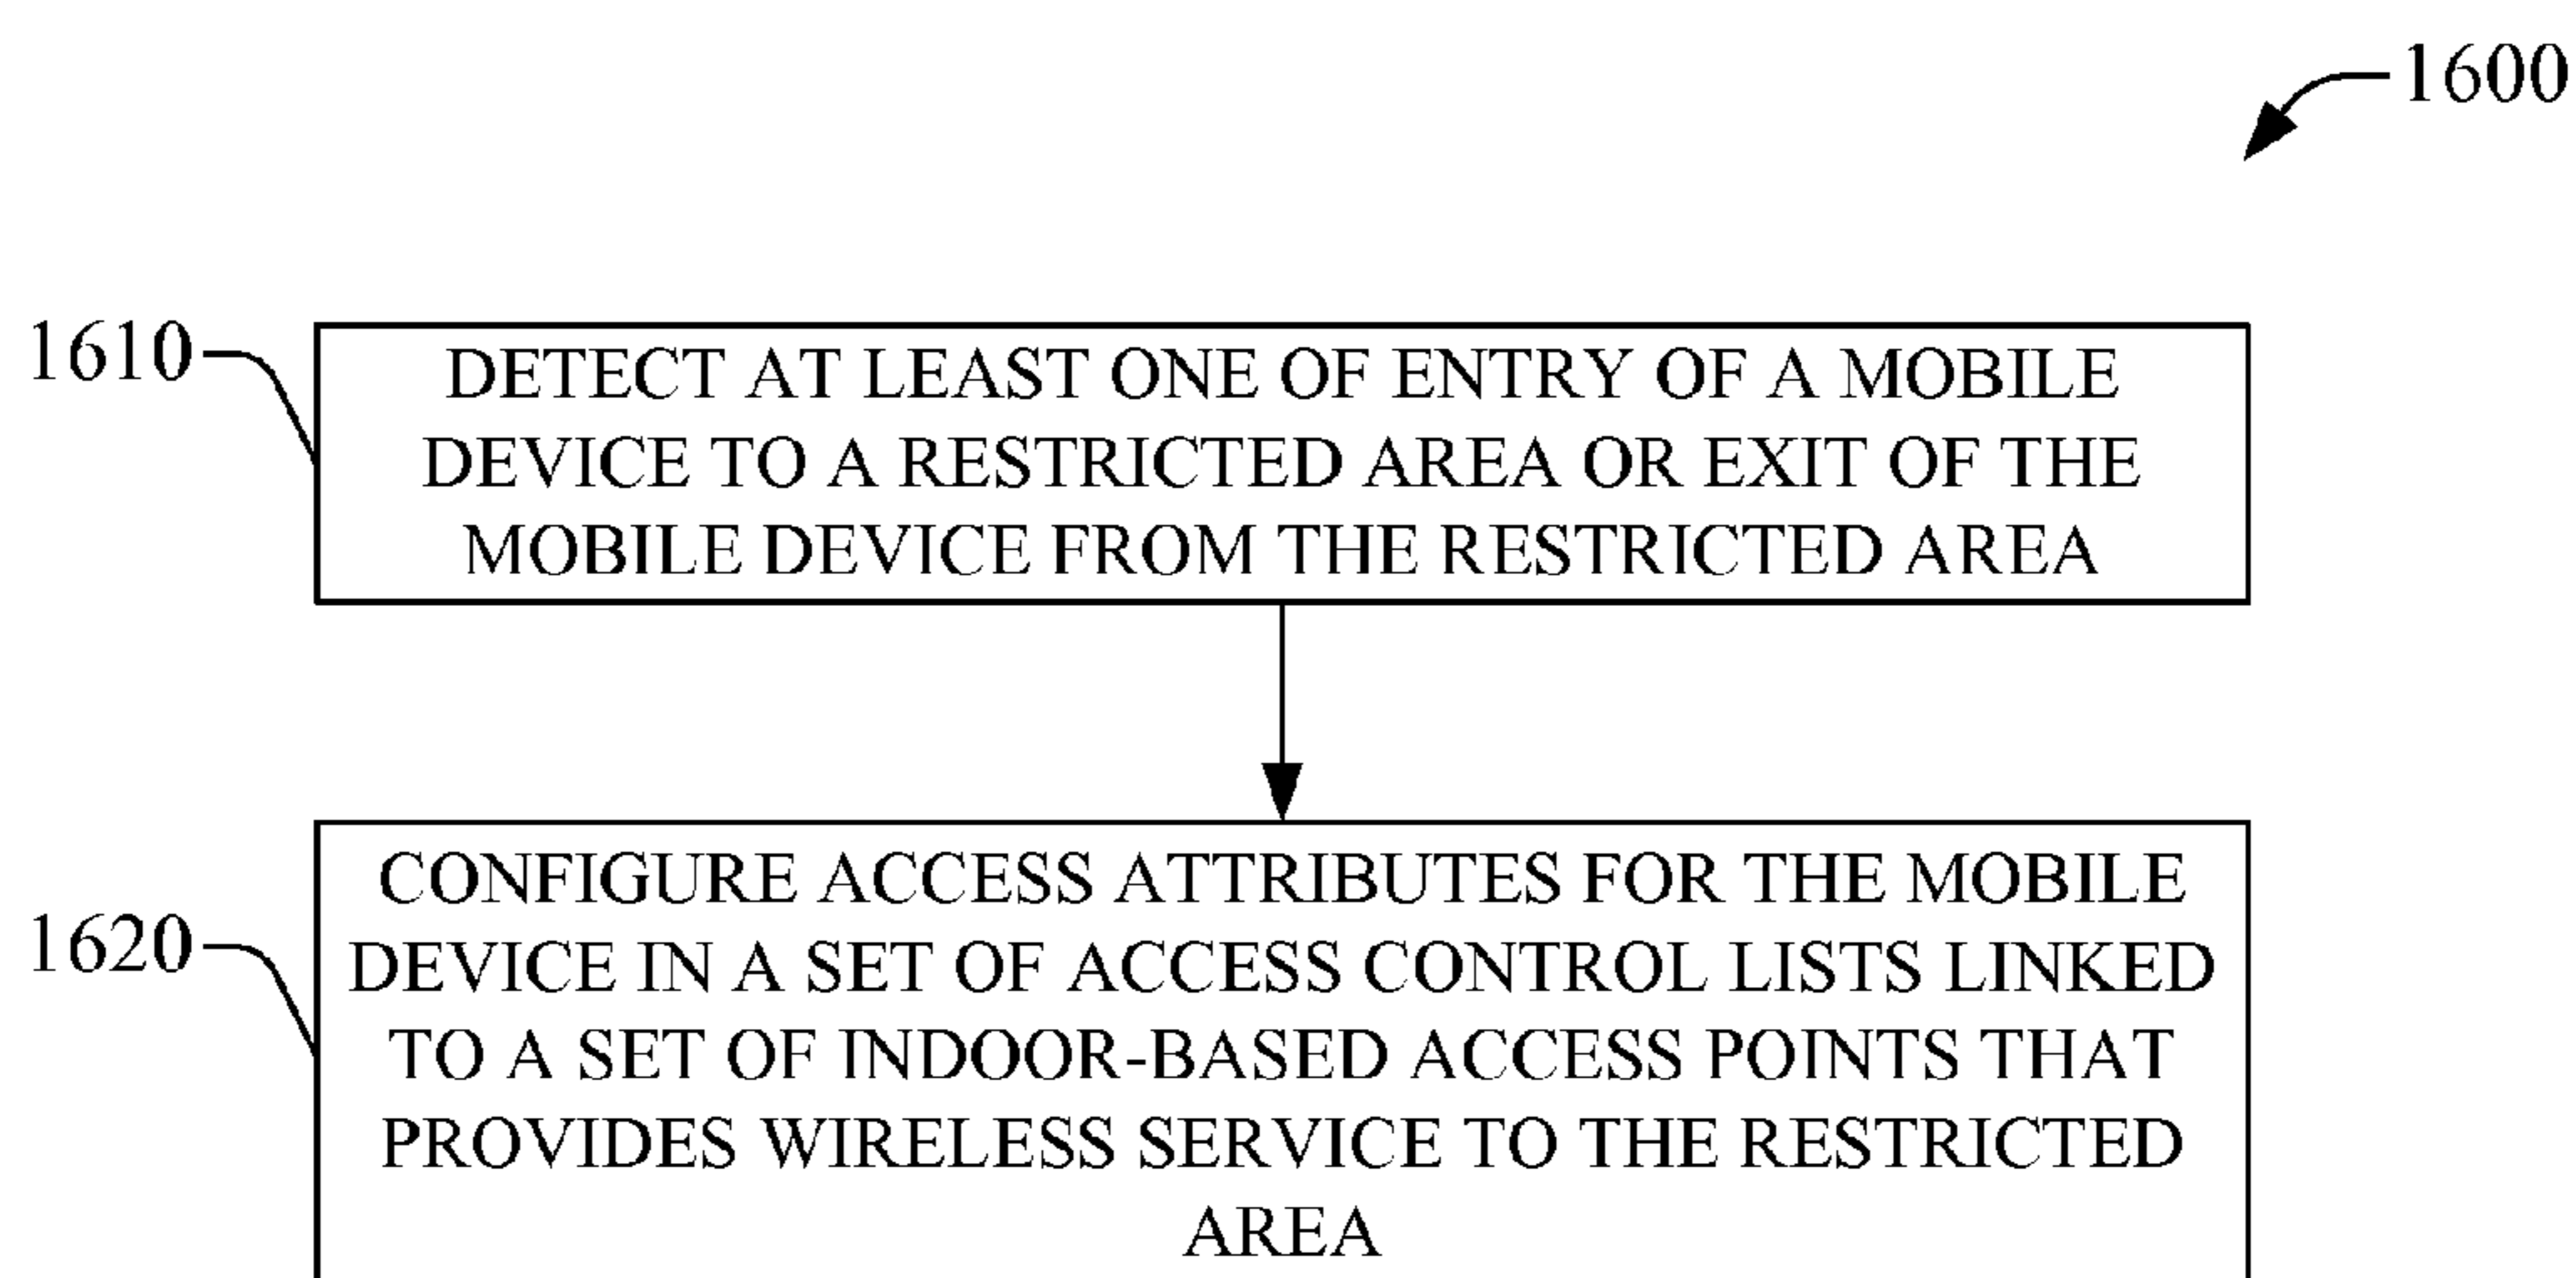 1600
1610
DETECT AT LEAST ONE OF ENTRY OF A MOBILE
DEVICE TO A RESTRICTED AREA OR EXIT OF THE
MOBILE DEVICE FROM THE RESTRICTED AREA
1620
CONFIGURE ACCESS ATTRIBUTES FOR THE MOBILE
DEVICE IN A SET OF ACCESS CONTROL LISTS LINKED
TO A SET OF INDOOR-BASED ACCESS POINTS THAT
PROVIDES WIRELESS SERVICE TO THE RESTRICTED
AREA